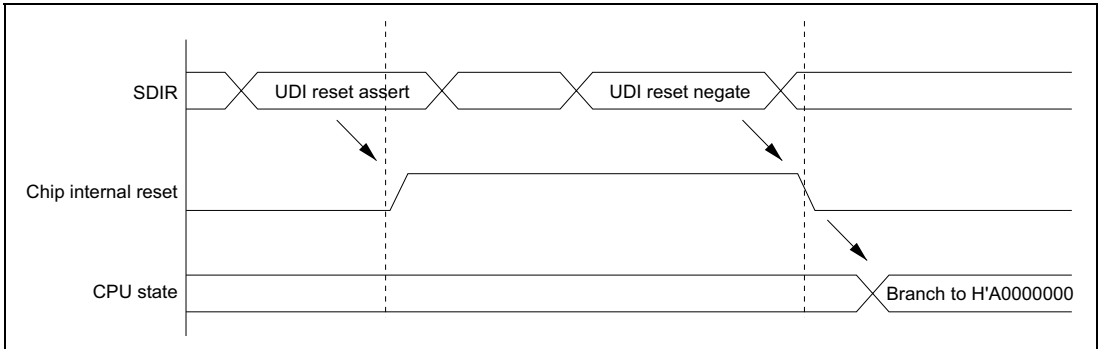 SDIR
UDI reset assert
UDI reset negate
Chip internal reset
CPU state
Branch to H'A0000000